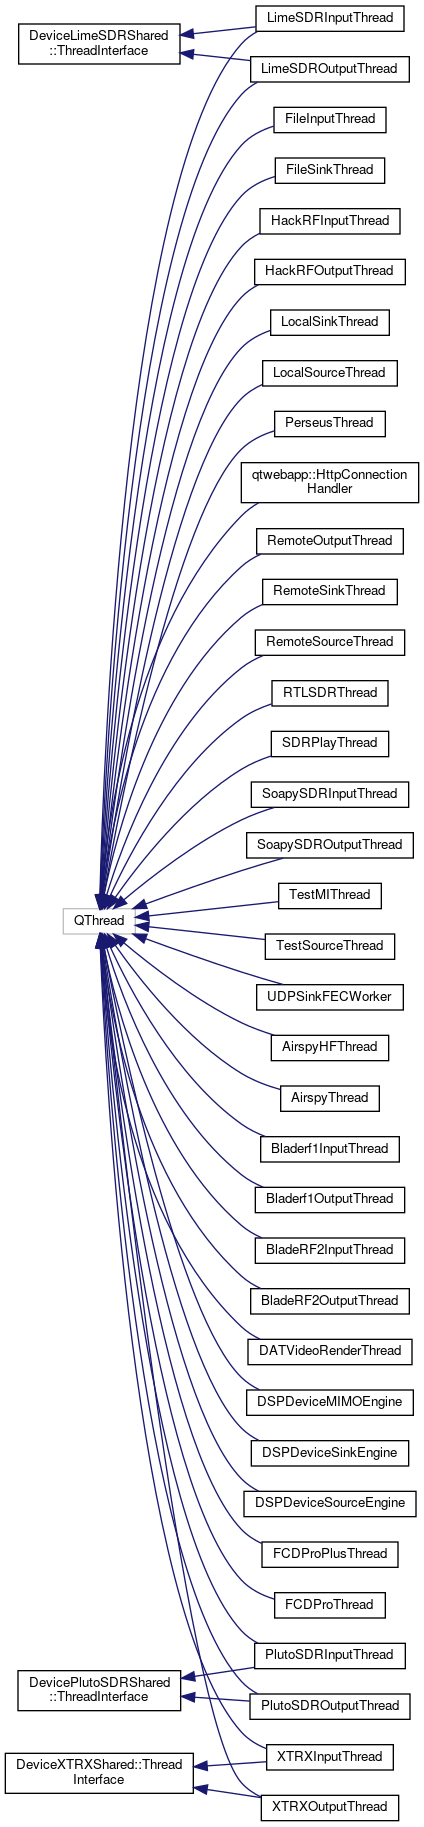 LimeSDRInputThread
DeviceLimeSDRShared
::ThreadInterface
LimeSDROutputThread
FileInputThread
FileSinkThread
HackRFInputThread
HackRFOutputThread
LocalSinkThread
LocalSourceThread
PerseusThread
qtwebapp::HttpConnection
Handler
RemoteOutputThread
RemoteSinkThread
RemoteSourceThread
RTLSDRThread
SDRPlayThread
SoapySDRInputThread
SoapySDROutputThread
TestMIThread
QThread
TestSourceThread
UDPSinkFECWorker
AirspyHFThread
AirspyThread
Bladerf1InputThread
Bladerf1OutputThread
BladeRF2InputThread
BladeRF2OutputThread
DATVideoRenderThread
DSPDeviceMIMOEngine
DSPDeviceSinkEngine
DSPDeviceSourceEngine
FCDProPlusThread
FCDProThread
PlutoSDRInputThread
DevicePlutoSDRShared
::ThreadInterface
PlutoSDROutputThread
XTRXInputThread
DeviceXTRXShared::Thread
Interface
XTRXOutputThread